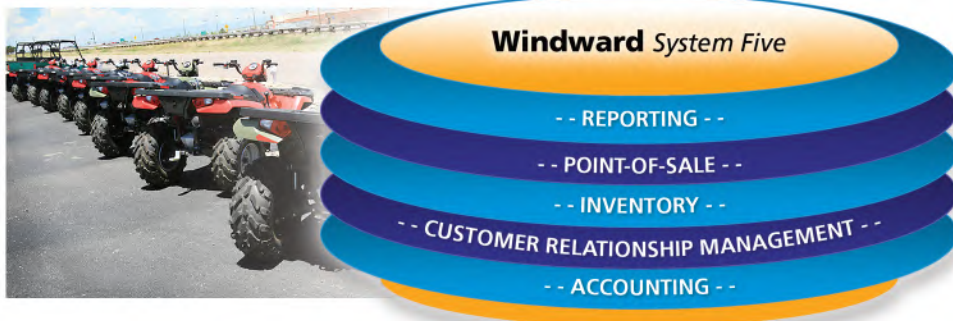 Windward System Five
- - REPORTING - -
- - POINT-OF-SALE - -
- - INVENTORY - -
- - CUSTOMER RELATIONSHIP MANAGEMENT - -
- - ACCOUNTING - -